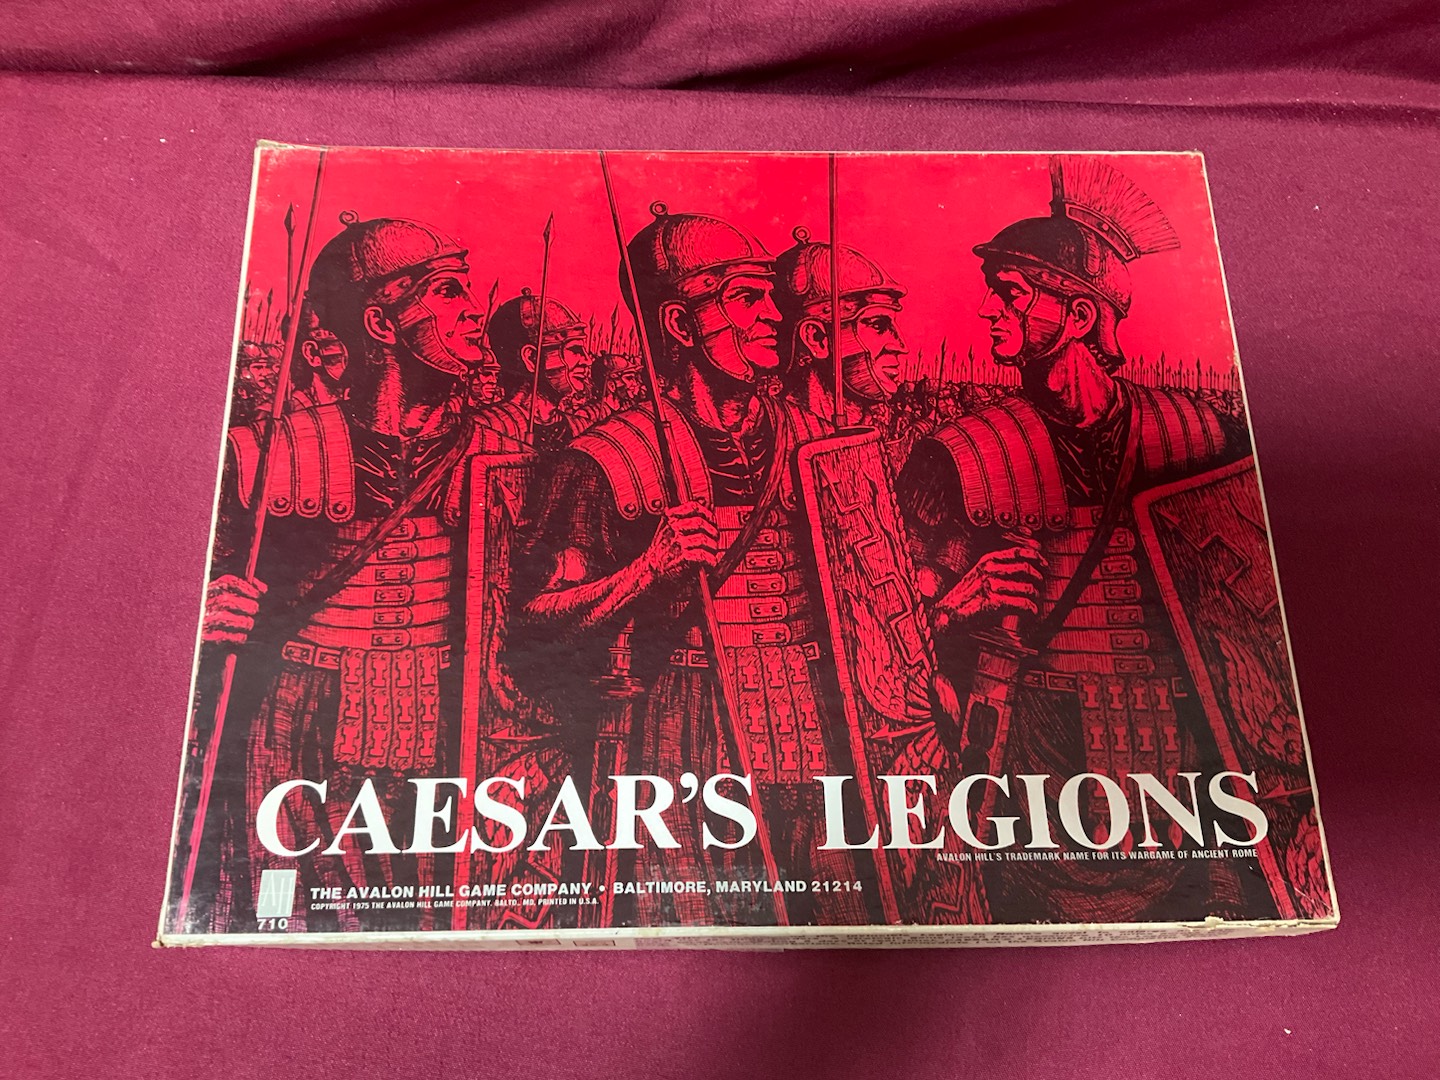 CAESAR'S LEGIONS
AVALON HILL'S TRADEMARK NAME FOR ITS WARGAME OF ANCIENT ROME
AH
THE AVALON HILL GAME COMPANY • BALTIMORE, MARYLAND 21214
COPYRIGHT 1975 THE AVALON HILL GAME COMPANY, BALTO., MD. PRINTED IN U.S.A.
710